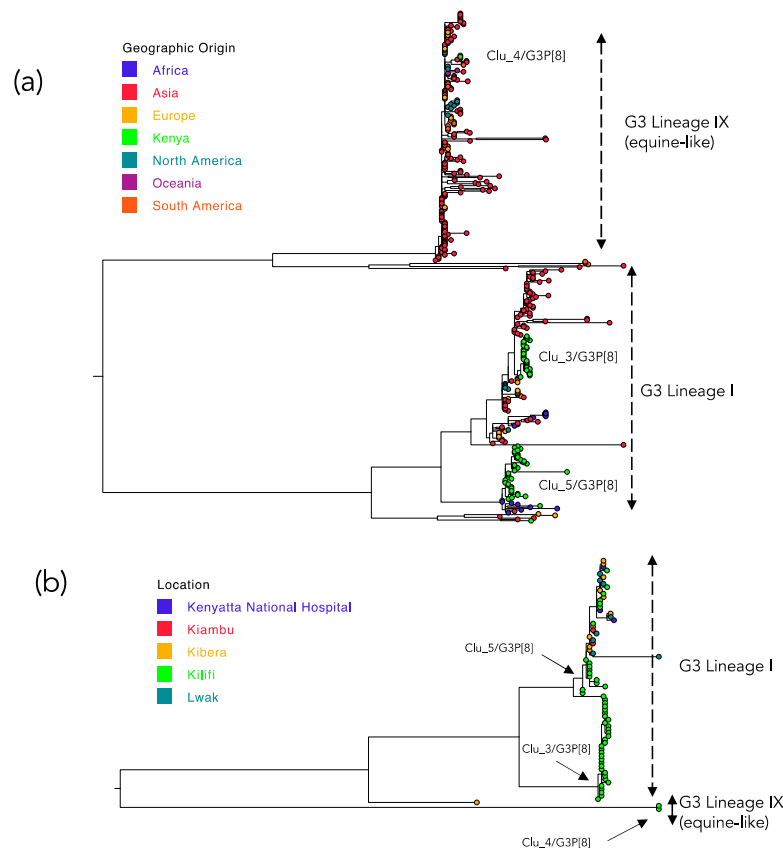 (a)
Geographic Origin
Africa
Asia
Europe
Kenya
North America
Oceania
South America
Clu_4/G3P[8]
G3 Lineage IX
(equine-like)
Clu_3/G3P[8]
G3 Lineage I
Clu_5/G3P[8]
(b)
Location
Kenyatta National Hospital
Kiambu
Kibera
Kilifi
Lwak
Clu_5/G3P[8]
G3 Lineage I
Clu_3/G3P[8]
G3 Lineage IX
(equine-like)
Clu_4/G3P[8]